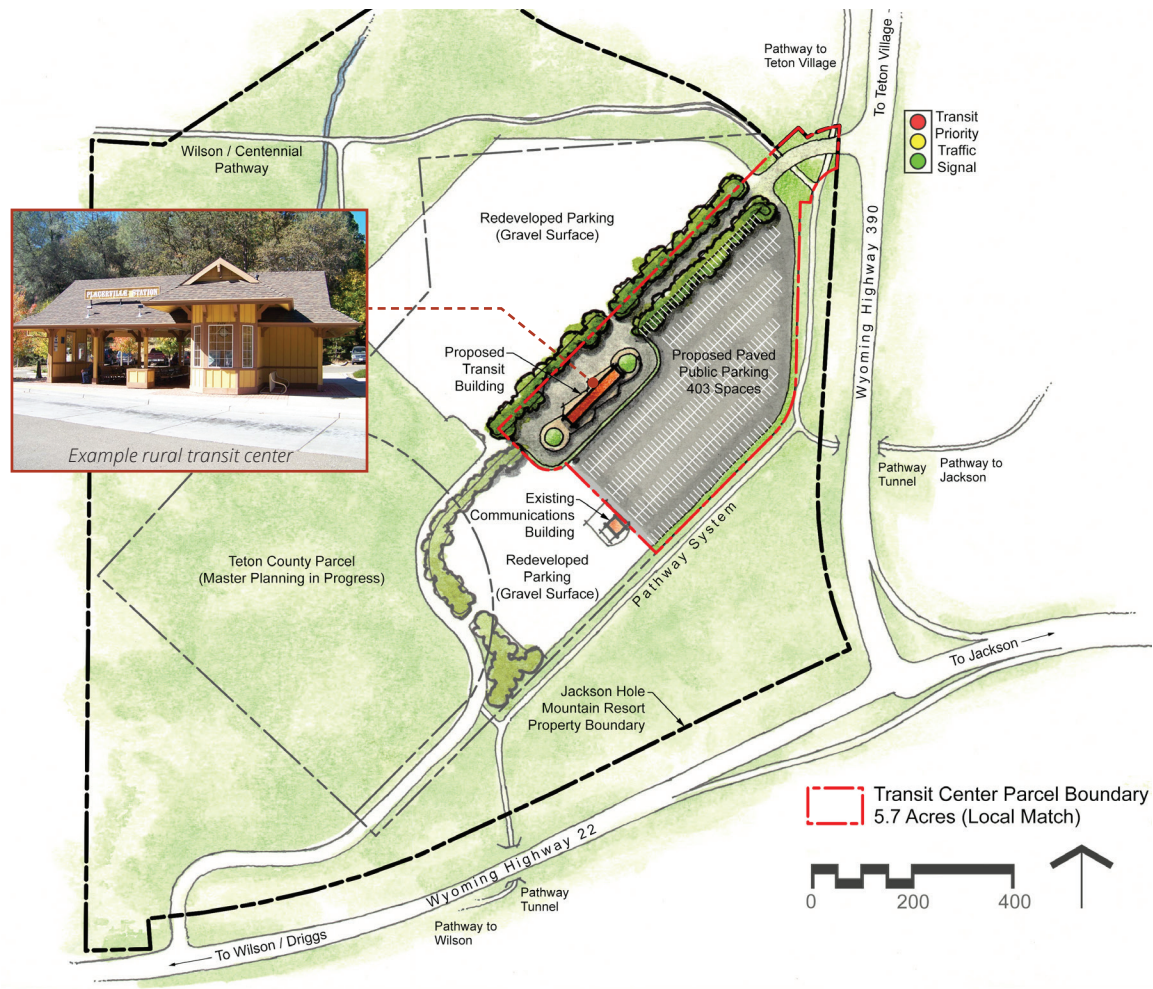 Pathway to
Teton Village
To Teton Village
Transit
Priority
Traffic
Signal
Wilson / Centennial
Pathway
Redeveloped Parking
(Gravel Surface)
Wyoming Highway 390
PLACERVILLE STATION
Example rural transit center
Proposed
Transit
Building
Proposed Paved
Public Parking
403 Spaces
Pathway
Tunnel
Pathway to
Jackson
Existing
Communications
Building
Redeveloped
Parking
(Gravel Surface)
Pathway System
Teton County Parcel
(Master Planning in Progress)
To Jackson
Jackson Hole
Mountain Resort
Property Boundary
Transit Center Parcel Boundary
5.7 Acres (Local Match)
0 200 400
Wyoming Highway 22
Pathway
Tunnel
Pathway to
Wilson
To Wilson / Driggs